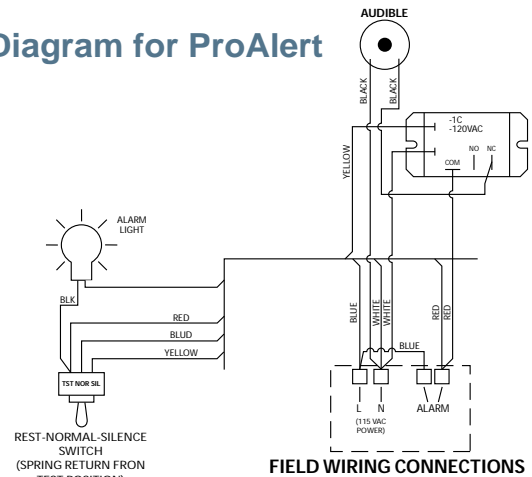 Diagram for ProAlert
AUDIBLE
BLACK
BLACK
-1C
-120VAC
NO NC
COM
YELLOW
ALARM
LIGHT
BLK
RED
BLUD
YELLOW
TST NOR SIL
REST-NORMAL-SILENCE
SWITCH
(SPRING RETURN FRON
TEST POSITION)
BLUE
WHITE
WHITE
RED
RED
BLUE
L N ALARM
(115 VAC
POWER)
FIELD WIRING CONNECTIONS